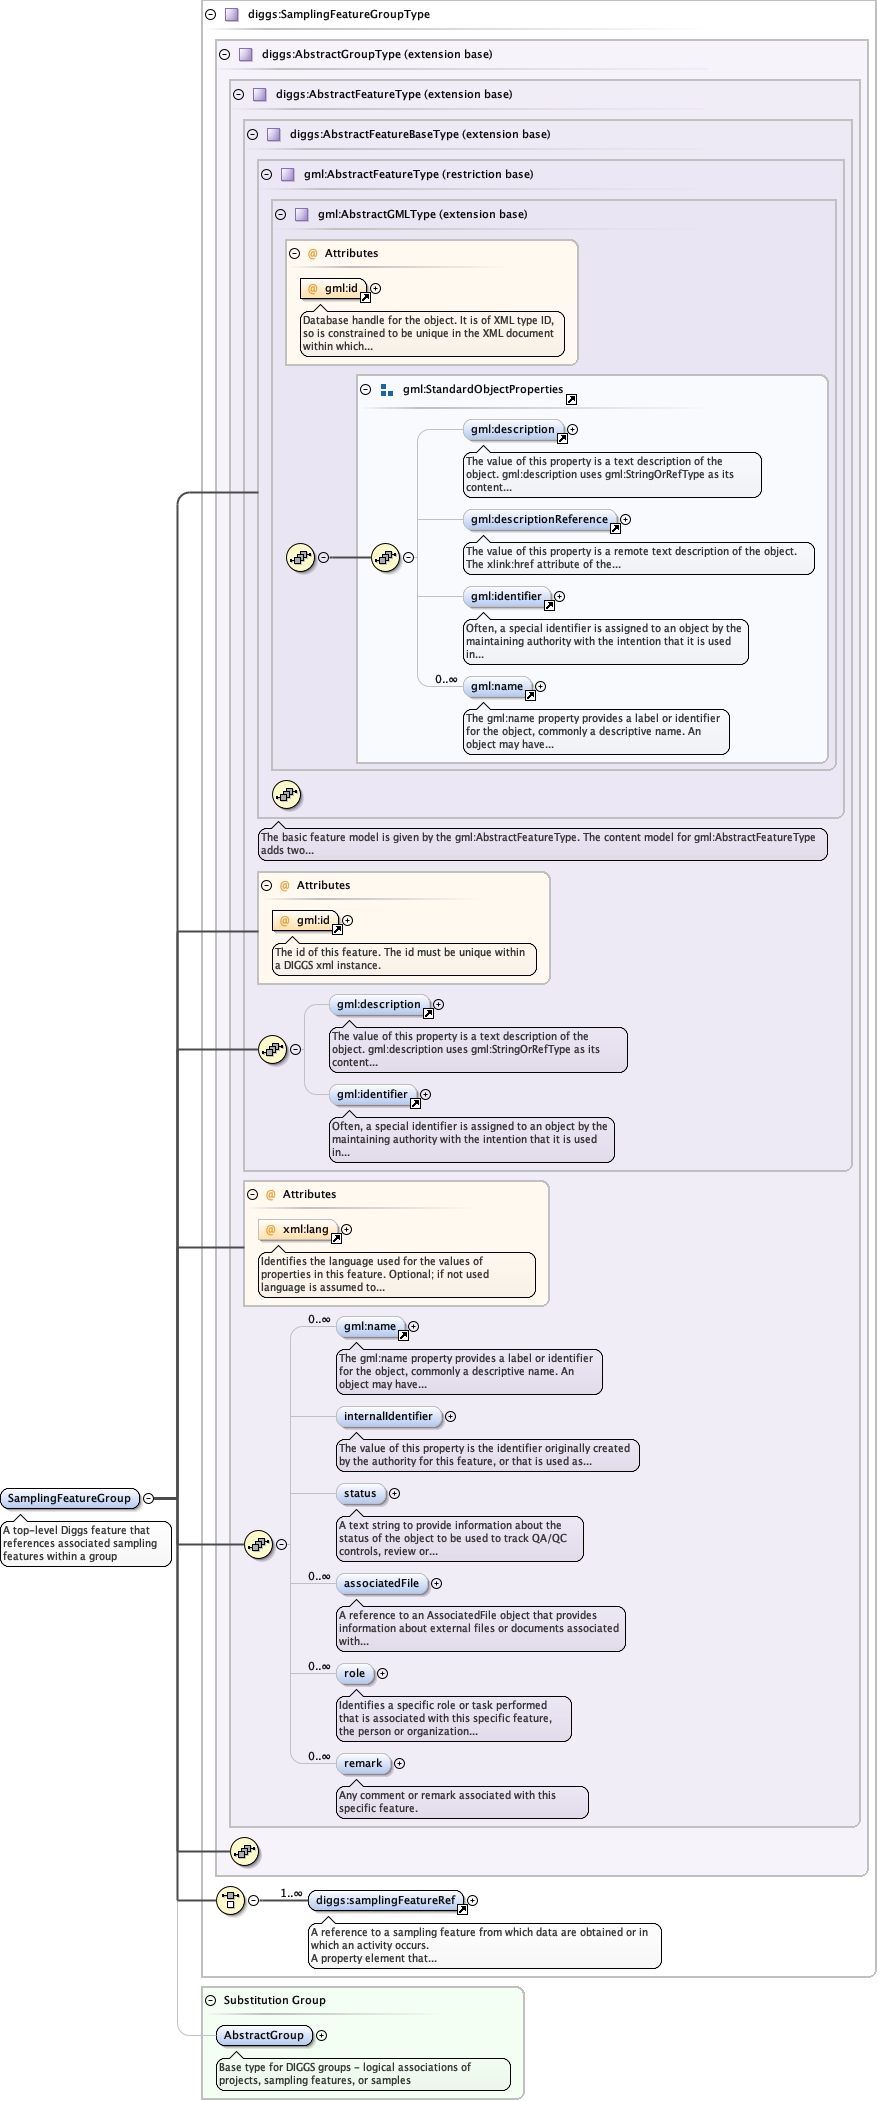 diggs:SamplingFeatureGroupType
diggs:AbstractGroupType (extension base)
diggs:AbstractFeatureType (extension base)
diggs:AbstractFeatureBaseType (extension base)
gml:AbstractFeatureType (restriction base)
gml:AbstractGMLType (extension base)
@ Attributes
@ gml:id
Database handle for the object. It is of XML type ID,
so is constrained to be unique in the XML document
within which...
gml:StandardObjectProperties
gml:description
The value of this property is a text description of the
object. gml:description uses gml:StringOrRefType as its
content...
gml:descriptionReference
The value of this property is a remote text description of the object.
The xlink:href attribute of the...
gml:identifier
Often, a special identifier is assigned to an object by the
maintaining authority with the intention that it is used
in...
0..∞
gml:name
The gml:name property provides a label or identifier
for the object, commonly a descriptive name. An
object may have...
The basic feature model is given by the gml:AbstractFeatureType. The content model for gml:AbstractFeatureType
adds two...
@ Attributes
@ gml:id
The id of this feature. The id must be unique within
a DIGGS xml instance.
gml:description
The value of this property is a text description of the
object. gml:description uses gml:StringOrRefType as its
content...
gml:identifier
Often, a special identifier is assigned to an object by the
maintaining authority with the intention that it is used
in...
@ Attributes
@ xml:lang
Identifies the language used for the values of
properties in this feature. Optional; if not used
language is assumed to...
0..∞
gml:name
The gml:name property provides a label or identifier
for the object, commonly a descriptive name. An
object may have...
internalIdentifier
The value of this property is the identifier originally created
by the authority for this feature, or that is used as...
status
A text string to provide information about the
status of the object to be used to track QA/QC
controls, review or...
SamplingFeatureGroup
A top-level Diggs feature that
references associated sampling
features within a group
0..∞
associatedFile
A reference to an AssociatedFile object that provides
information about external files or documents associated
with...
0..∞
role
Identifies a specific role or task performed
that is associated with this specific feature,
the person or organization...
0..∞
remark
Any comment or remark associated with this
specific feature.
1..∞
diggs:samplingFeatureRef
A reference to a sampling feature from which data are obtained or in
which an activity occurs.
A property element that...
Substitution Group
AbstractGroup
Base type for DIGGS groups - logical associations of
projects, sampling features, or samples